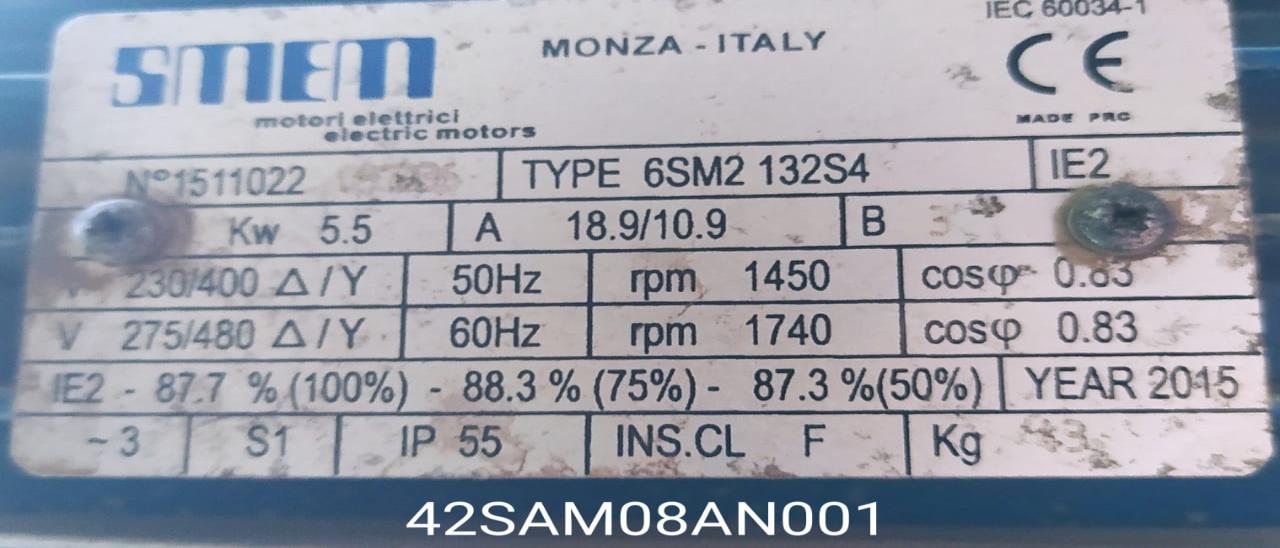 IEC 60034-1
SMEM
MONZA - ITALY
CE
motori elettrici
electric motors
MADE PRC
N°1511022 TYPE 6SM2 132S4 IE2
Kw 5.5 A 18.9/10.9 B
V 230/400 Δ/Y 50Hz rpm 1450 cosφ 0.83
V 275/480 Δ/Y 60Hz rpm 1740 cosφ 0.83
IE2 - 87.7 % (100%) - 88.3 % (75%) - 87.3 %(50%) YEAR 2015
~3 S1 IP 55 INS.CL F Kg
42SAM08AN001